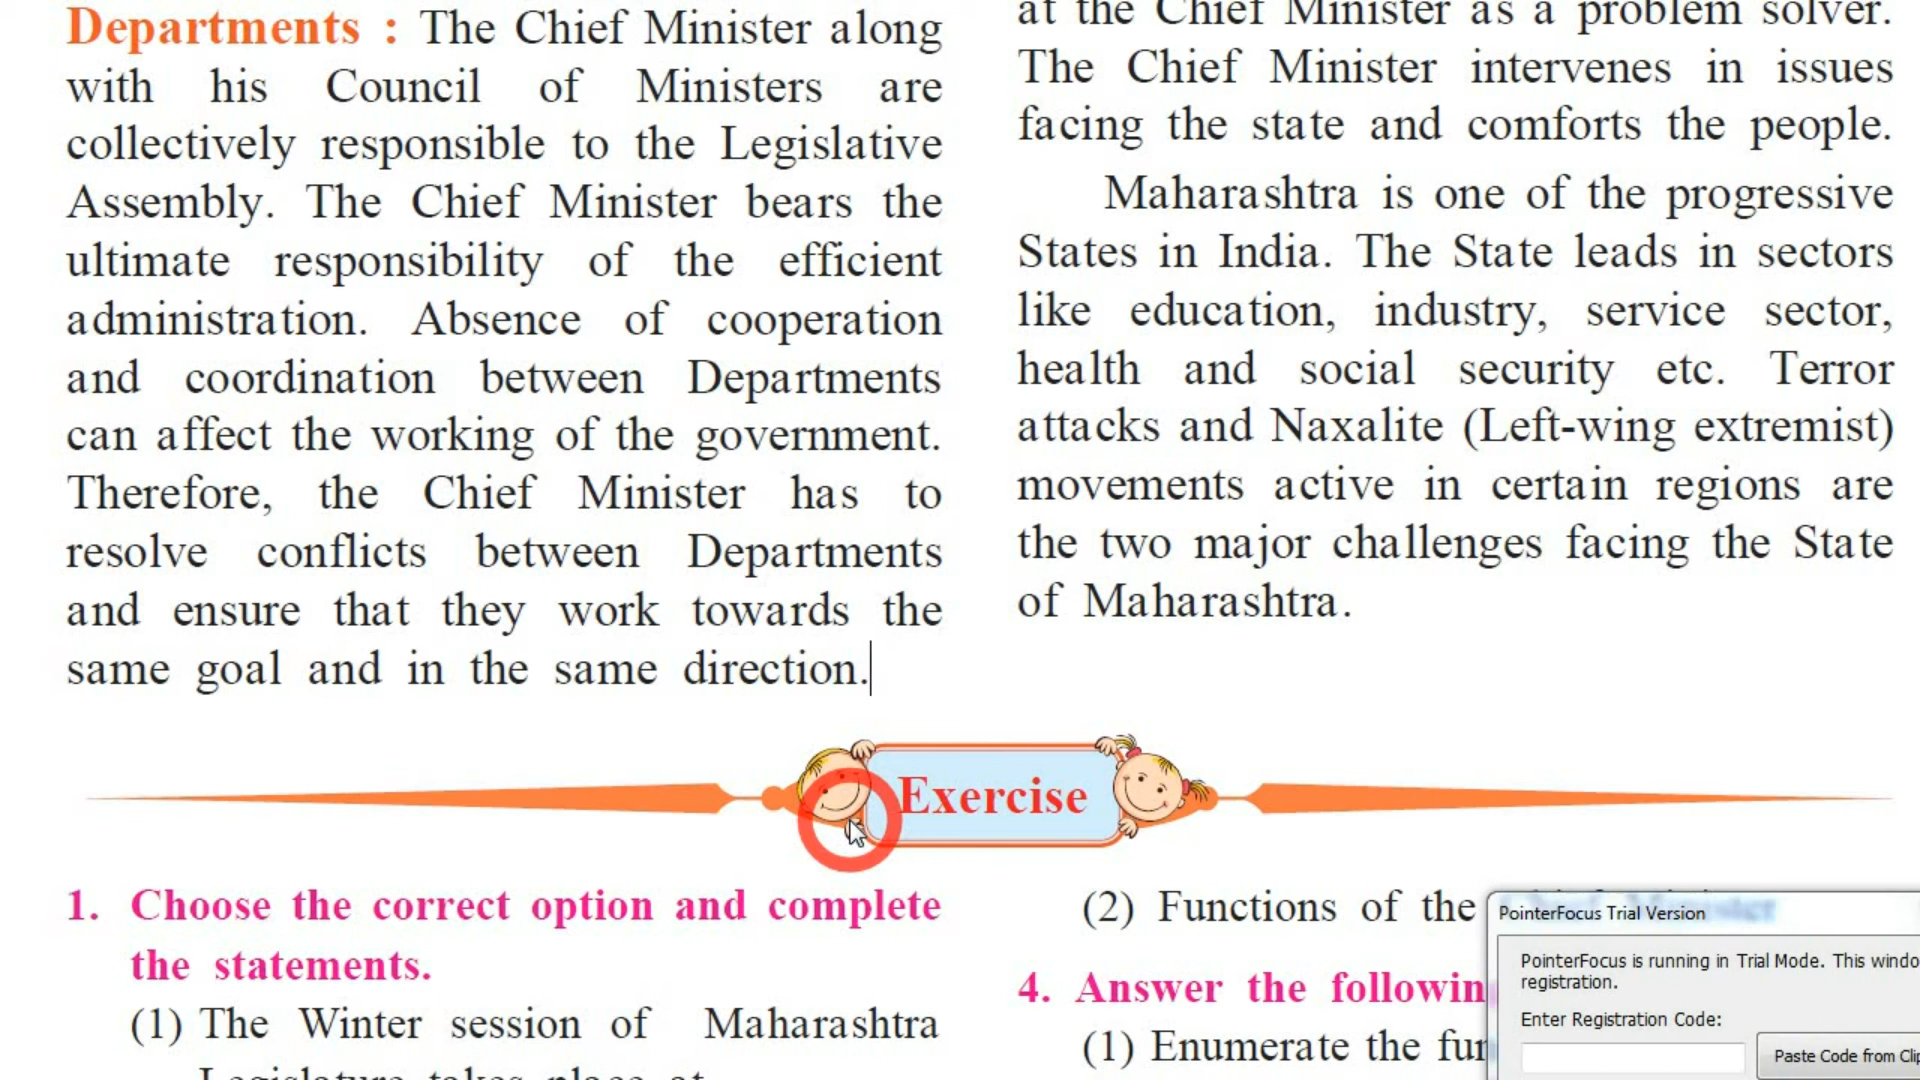 Departments : The Chief Minister along
with his Council of Ministers are
collectively responsible to the Legislative
Assembly. The Chief Minister bears the
ultimate responsibility of the efficient
administration. Absence of cooperation
and coordination between Departments
can affect the working of the government.
Therefore, the Chief Minister has to
resolve conflicts between Departments
and ensure that they work towards the
same goal and in the same direction.
at the Chief Minister as a problem solver.
The Chief Minister intervenes in issues
facing the state and comforts the people.
Maharashtra is one of the progressive
States in India. The State leads in sectors
like education, industry, service sector,
health and social security etc. Terror
attacks and Naxalite (Left-wing extremist)
movements active in certain regions are
the two major challenges facing the State
of Maharashtra.
Exercise
1. Choose the correct option and complete
the statements.
(1) The Winter session of Maharashtra
Legislature takes place at
(2) Functions of the Chief Minister
4. Answer the followin
(1) Enumerate the fun
PointerFocus Trial Version
PointerFocus is running in Trial Mode. This windo
registration.
Enter Registration Code:
Paste Code from Clip